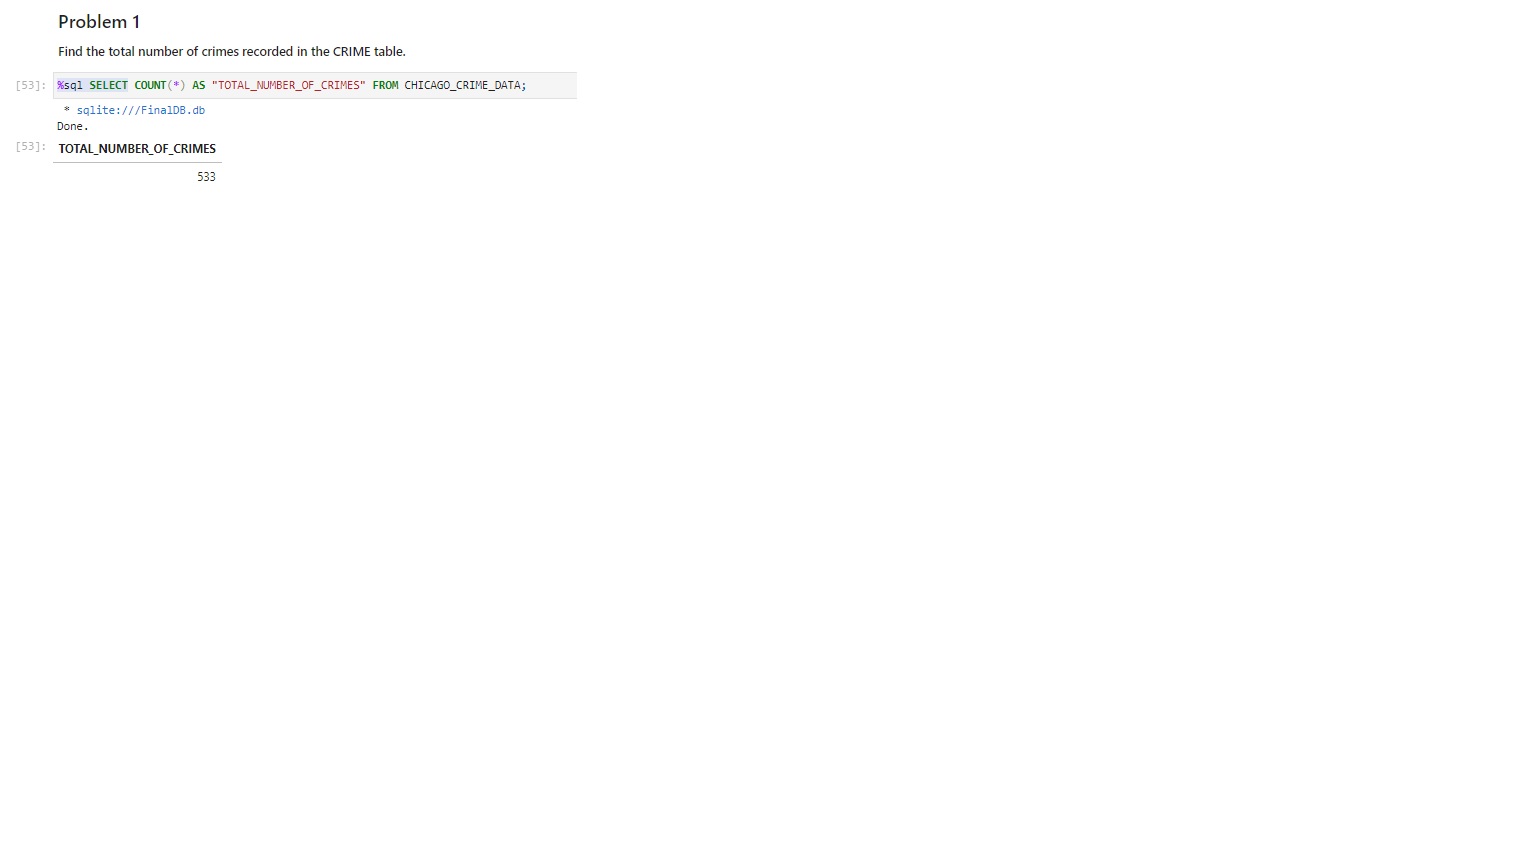 Problem 1
Find the total number of crimes recorded in the CRIME table.
[53]: %sql SELECT COUNT(*) AS "TOTAL_NUMBER_OF_CRIMES" FROM CHICAGO_CRIME_DATA;
* sqlite:///FinalDB.db
Done.
[53]: TOTAL_NUMBER_OF_CRIMES
533